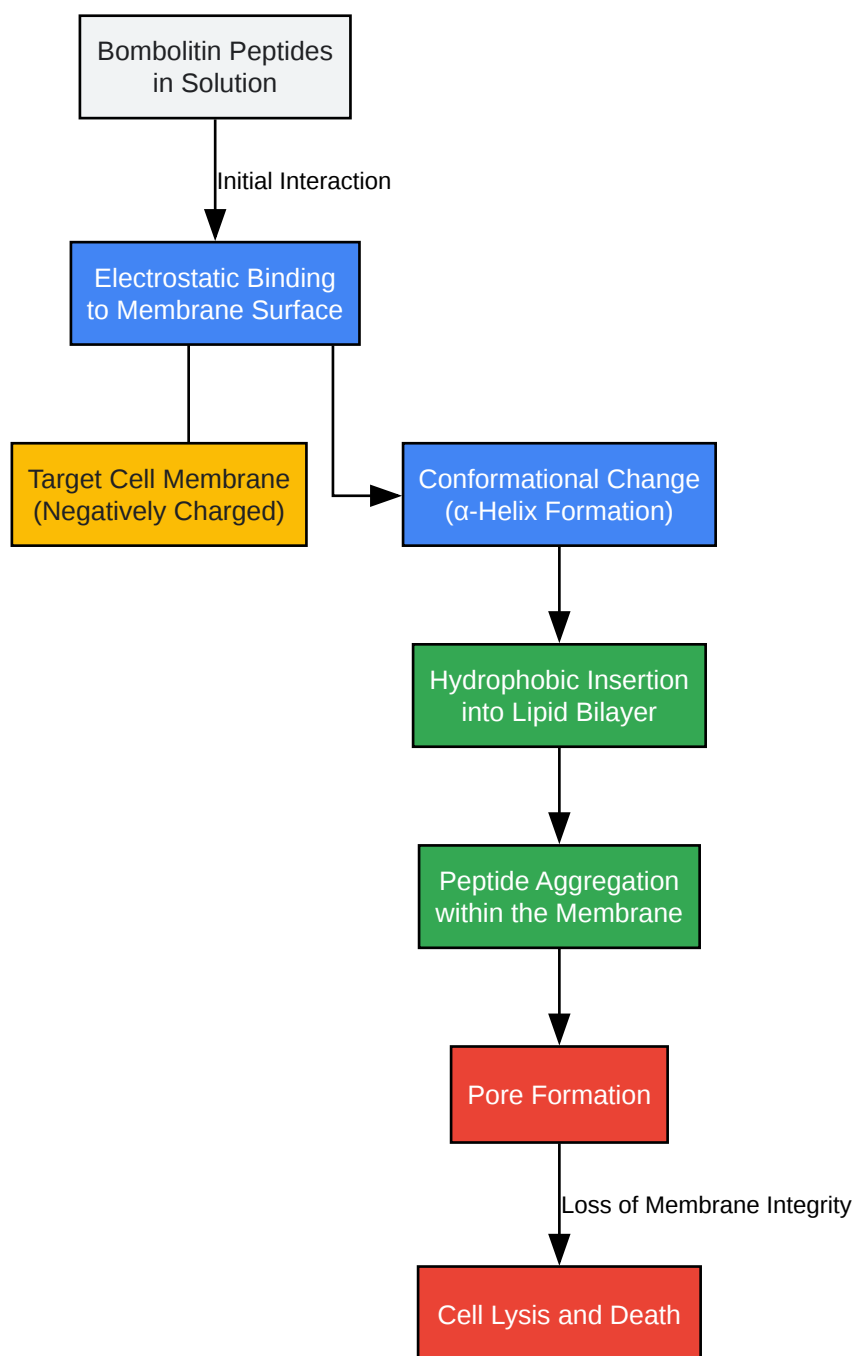 Bombolitin Peptides
in Solution
Initial Interaction
Electrostatic Binding
to Membrane Surface
Target Cell Membrane
(Negatively Charged)
Conformational Change
(α-Helix Formation)
Hydrophobic Insertion
into Lipid Bilayer
Peptide Aggregation
within the Membrane
Pore Formation
Loss of Membrane Integrity
Cell Lysis and Death